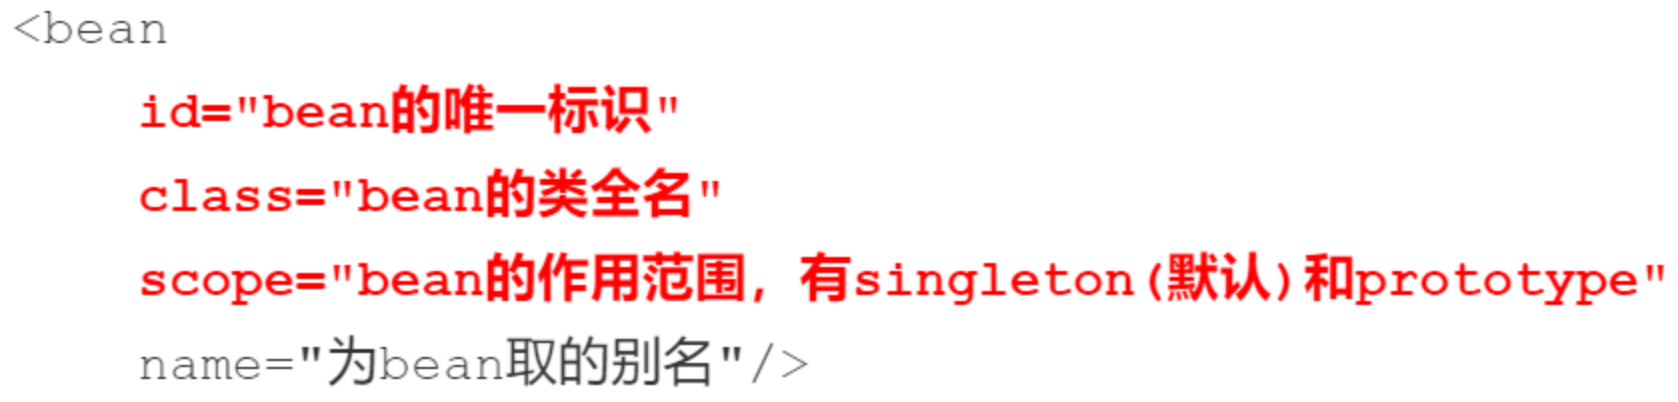 <bean
id="bean的唯一标识"
class="bean的类全名"
scope="bean的作用范围，有singleton(默认)和prototype"
name="为bean取的别名"/>